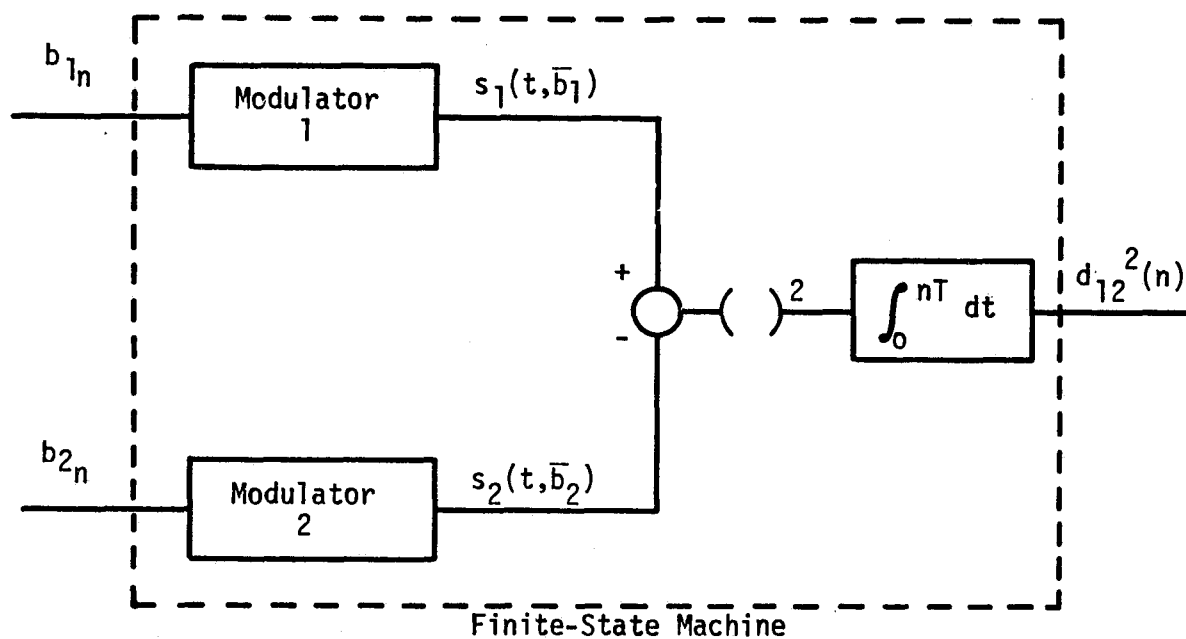 b₁ₙ
Modulator
1
s₁(t,b̄₁)
+
-
( )²
∫₀ⁿᵀ dt
d₁₂²(n)
b₂ₙ
Modulator
2
s₂(t,b̄₂)
Finite-State Machine